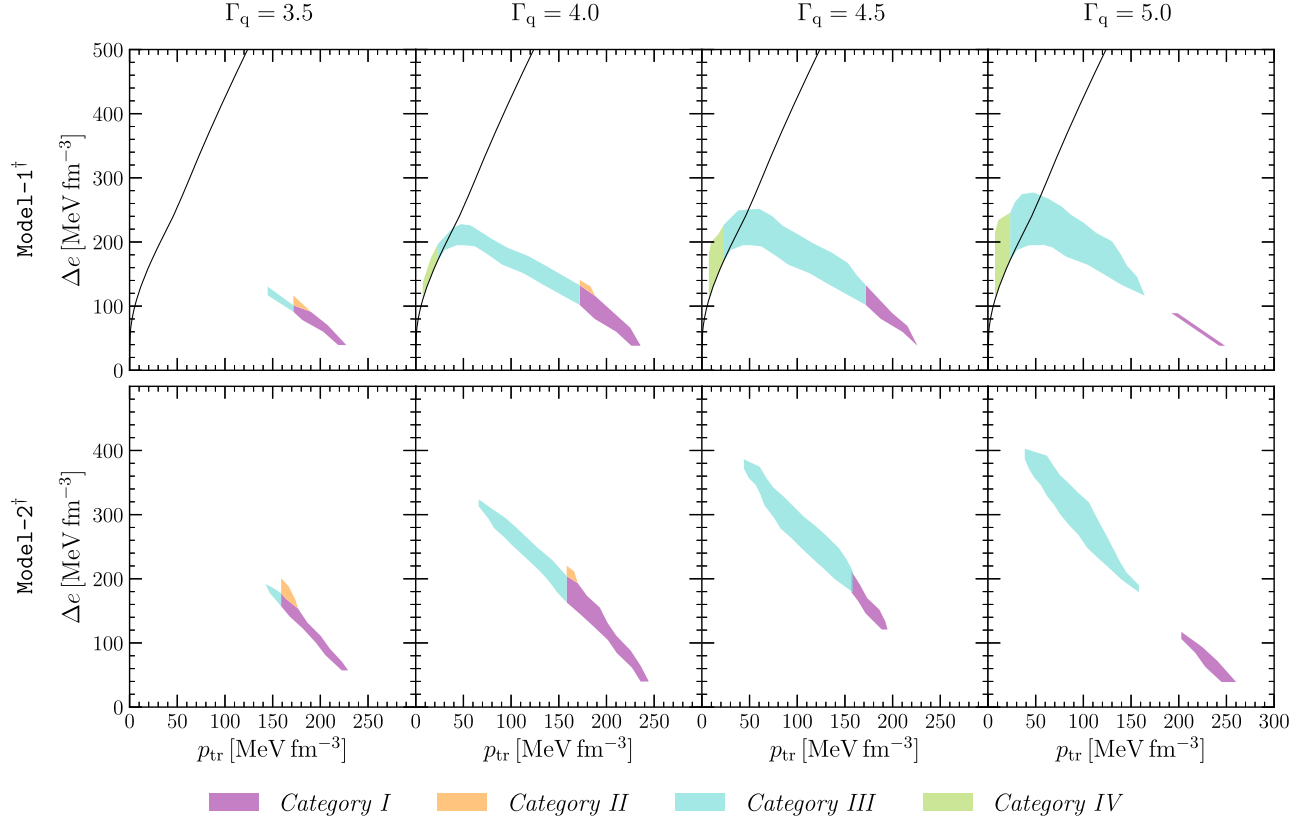 Γq = 3.5 Γq = 4.0 Γq = 4.5 Γq = 5.0
Model-1†
Δe [MeV fm−3]
500
400
300
200
100
0
Model-2†
Δe [MeV fm−3]
400
300
200
100
0
0 50 100 150 200 250 0 50 100 150 200 250 0 50 100 150 200 250 0 50 100 150 200 250 300
ptr [MeV fm−3] ptr [MeV fm−3] ptr [MeV fm−3] ptr [MeV fm−3]
Category I Category II Category III Category IV